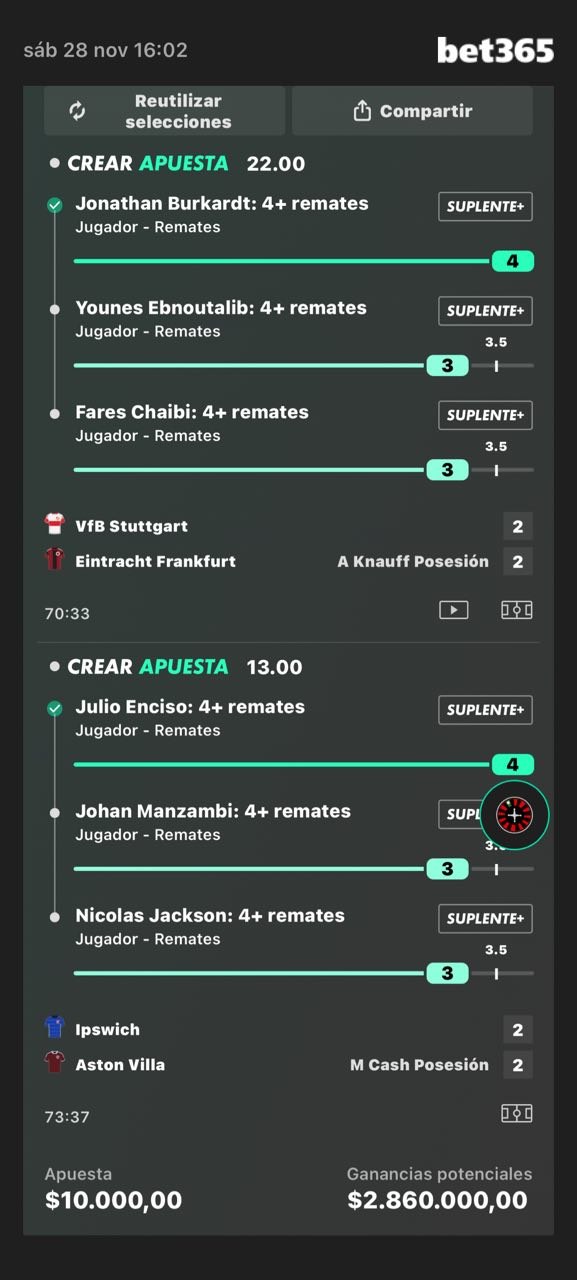 sáb 28 nov 16:02
bet365
Reutilizar
selecciones
Compartir
CREAR APUESTA 22.00
Jonathan Burkardt: 4+ remates
SUPLENTE+
Jugador - Remates
4
Younes Ebnoutalib: 4+ remates
SUPLENTE+
Jugador - Remates
3.5
3
Fares Chaibi: 4+ remates
SUPLENTE+
Jugador - Remates
3.5
3
VfB Stuttgart 2
Eintracht Frankfurt A Knauff Posesión 2
70:33
CREAR APUESTA 13.00
Julio Enciso: 4+ remates
SUPLENTE+
Jugador - Remates
4
Johan Manzambi: 4+ remates
Jugador - Remates
3
Nicolas Jackson: 4+ remates
SUPLENTE+
Jugador - Remates
3.5
3
Ipswich 2
Aston Villa M Cash Posesión 2
73:37
Apuesta Ganancias potenciales
$10.000,00 $2.860.000,00